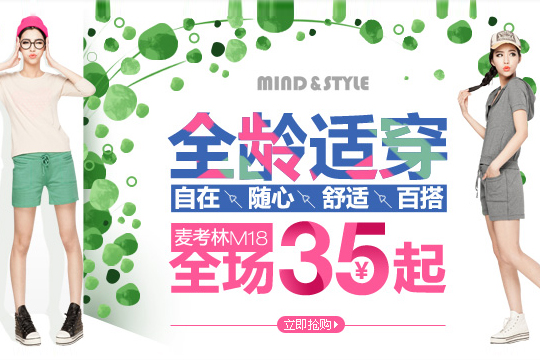 MIND & STYLE
全龄适穿
自在 随心 舒适 百搭
麦考林M18
全场35¥起
立即抢购